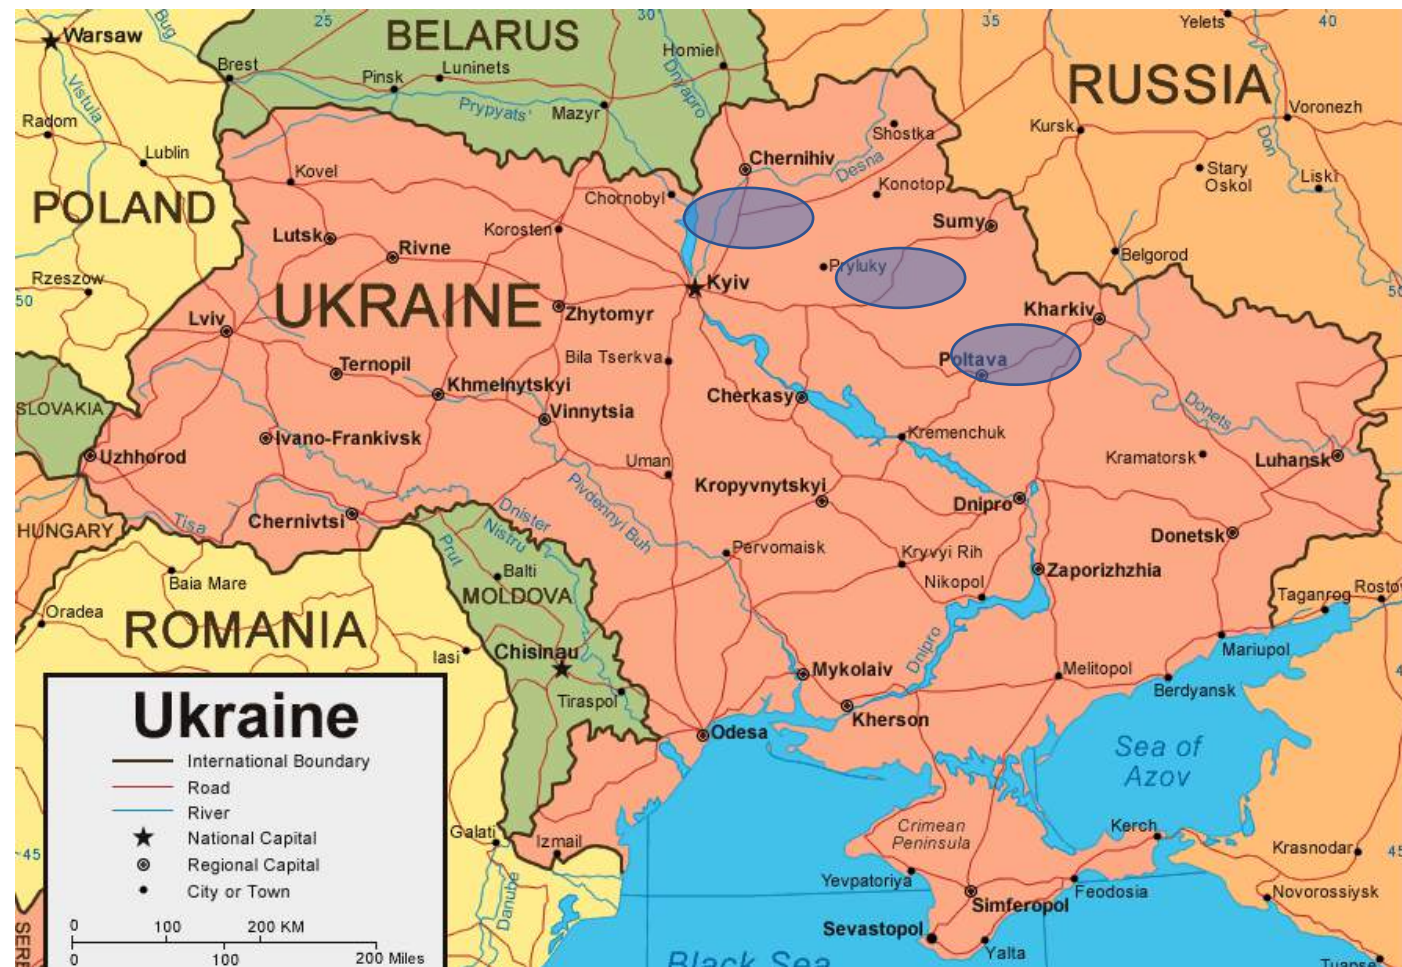 25
30
35
40
Yelets
Warsaw
Bug
BELARUS
Homiel
Brest
Luninets
Pinsk
Dnyapro
RUSSIA
Vistula
Prypyats'
Mazyr
Voronezh
Radom
Shostka
Kursk
Don
Lublin
Chernihiv
Desna
Stary
Oskol
Liski
Kovel
Konotop
Chornobyl
POLAND
Sumy
Lutsk
Rivne
Korosten
Belgorod
Rzeszow
Pryluky
Kyiv
50
50
UKRAINE
Zhytomyr
Kharkiv
Lviv
Bila Tserkva
Poltava
Ternopil
Khmelnytskyi
Cherkasy
SLOVAKIA
Vinnytsia
Donets
Ivano-Frankivsk
Kremenchuk
Uzhhorod
Uman
Kramatorsk
Luhansk
Kropyvnytskyi
Pivdennyi Buh
Dnipro
HUNGARY
Tisa
Chernivtsi
Dnister
Nistru
Prut
Donetsk
Pervomaisk
Kryvyi Rih
Balti
Baia Mare
Nikopol
Zaporizhzhia
MOLDOVA
Taganrog
Rostov
Oradea
ROMANIA
Iasi
Chisinau
Dnipro
Mariupol
Mykolaiv
Melitopol
Tiraspol
Berdyansk
Kherson
Odesa
Sea of
Azov
Ukraine
International Boundary
Road
River
National Capital
Regional Capital
City or Town
0 100 200 KM
0 100 200 Miles
Galati
Izmail
Crimean
Peninsula
Kerch
45
Krasnodar
45
Yevpatoriya
Feodosia
Novorossiysk
Danube
Simferopol
Sevastopol
Yalta
Black Sea
Tuapse